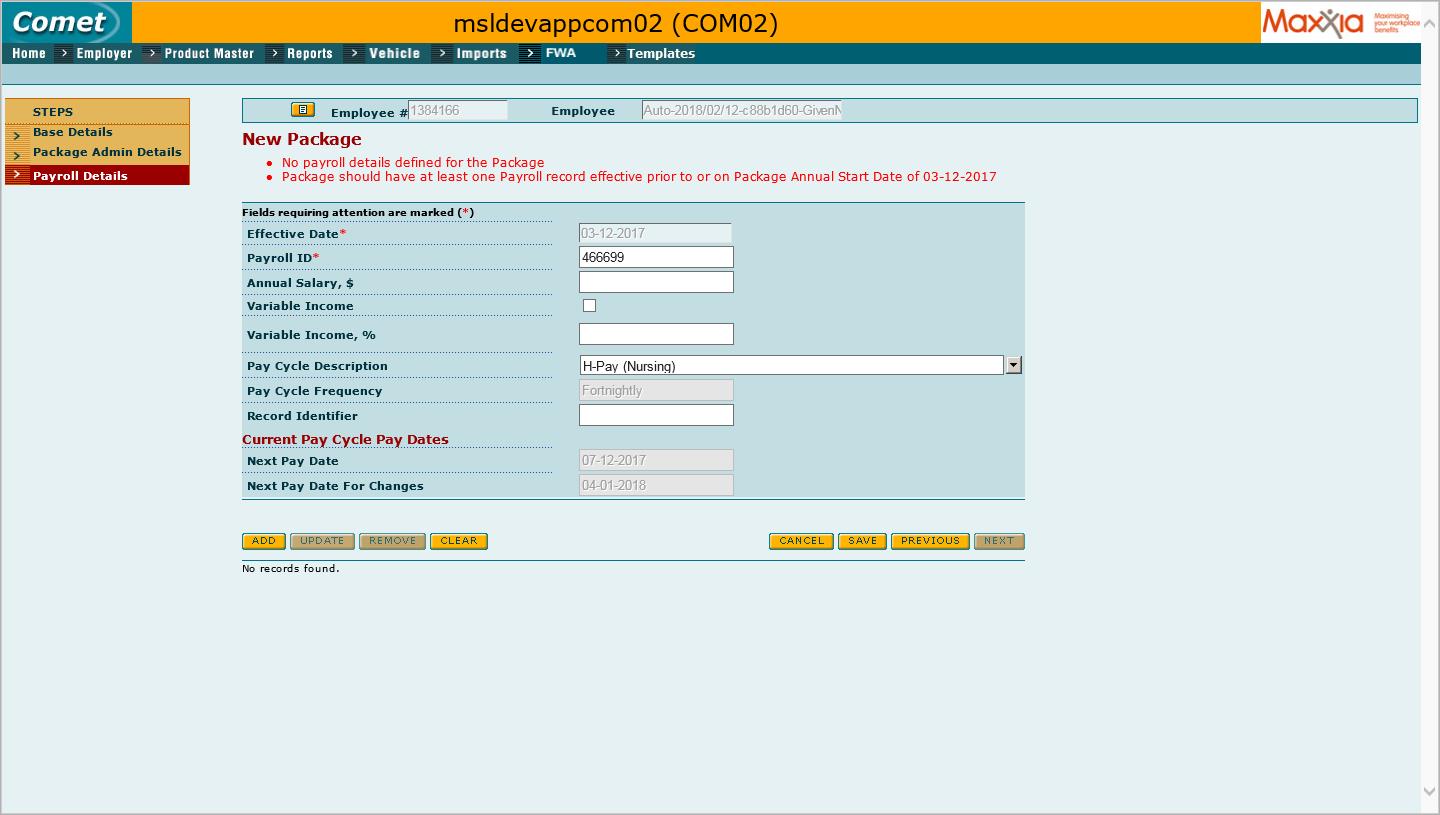 Comet
msldevappcom02 (COM02)
Maxxia Maximising your workplace benefits
Home Employer Product Master Reports Vehicle Imports FWA Templates
STEPS
Base Details
Package Admin Details
Payroll Details
Employee # 1384166 Employee Auto-2018/02/12-c88b1d60-GivenN
New Package
No payroll details defined for the Package
Package should have at least one Payroll record effective prior to or on Package Annual Start Date of 03-12-2017
Fields requiring attention are marked (*)
Effective Date* 03-12-2017
Payroll ID* 466699
Annual Salary, $
Variable Income
Variable Income, %
Pay Cycle Description H-Pay (Nursing)
Pay Cycle Frequency Fortnightly
Record Identifier
Current Pay Cycle Pay Dates
Next Pay Date 07-12-2017
Next Pay Date For Changes 04-01-2018
ADD UPDATE REMOVE CLEAR CANCEL SAVE PREVIOUS NEXT
No records found.